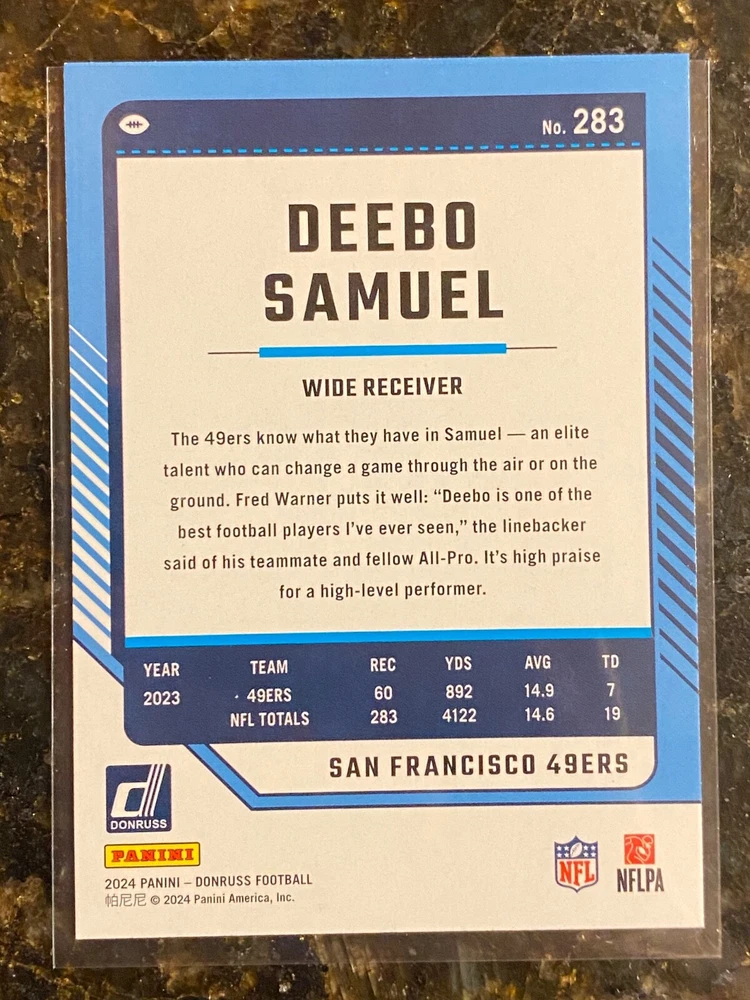 No. 283
DEEBO
SAMUEL
WIDE RECEIVER
The 49ers know what they have in Samuel — an elite
talent who can change a game through the air or on the
ground. Fred Warner puts it well: “Deebo is one of the
best football players I’ve ever seen,” the linebacker
said of his teammate and fellow All-Pro. It’s high praise
for a high-level performer.
YEAR TEAM REC YDS AVG TD
2023 49ERS 60 892 14.9 7
NFL TOTALS 283 4122 14.6 19
SAN FRANCISCO 49ERS
DONRUSS
PANINI
2024 PANINI – DONRUSS FOOTBALL
帕尼尼 © 2024 Panini America, Inc.
NFL
NFLPA